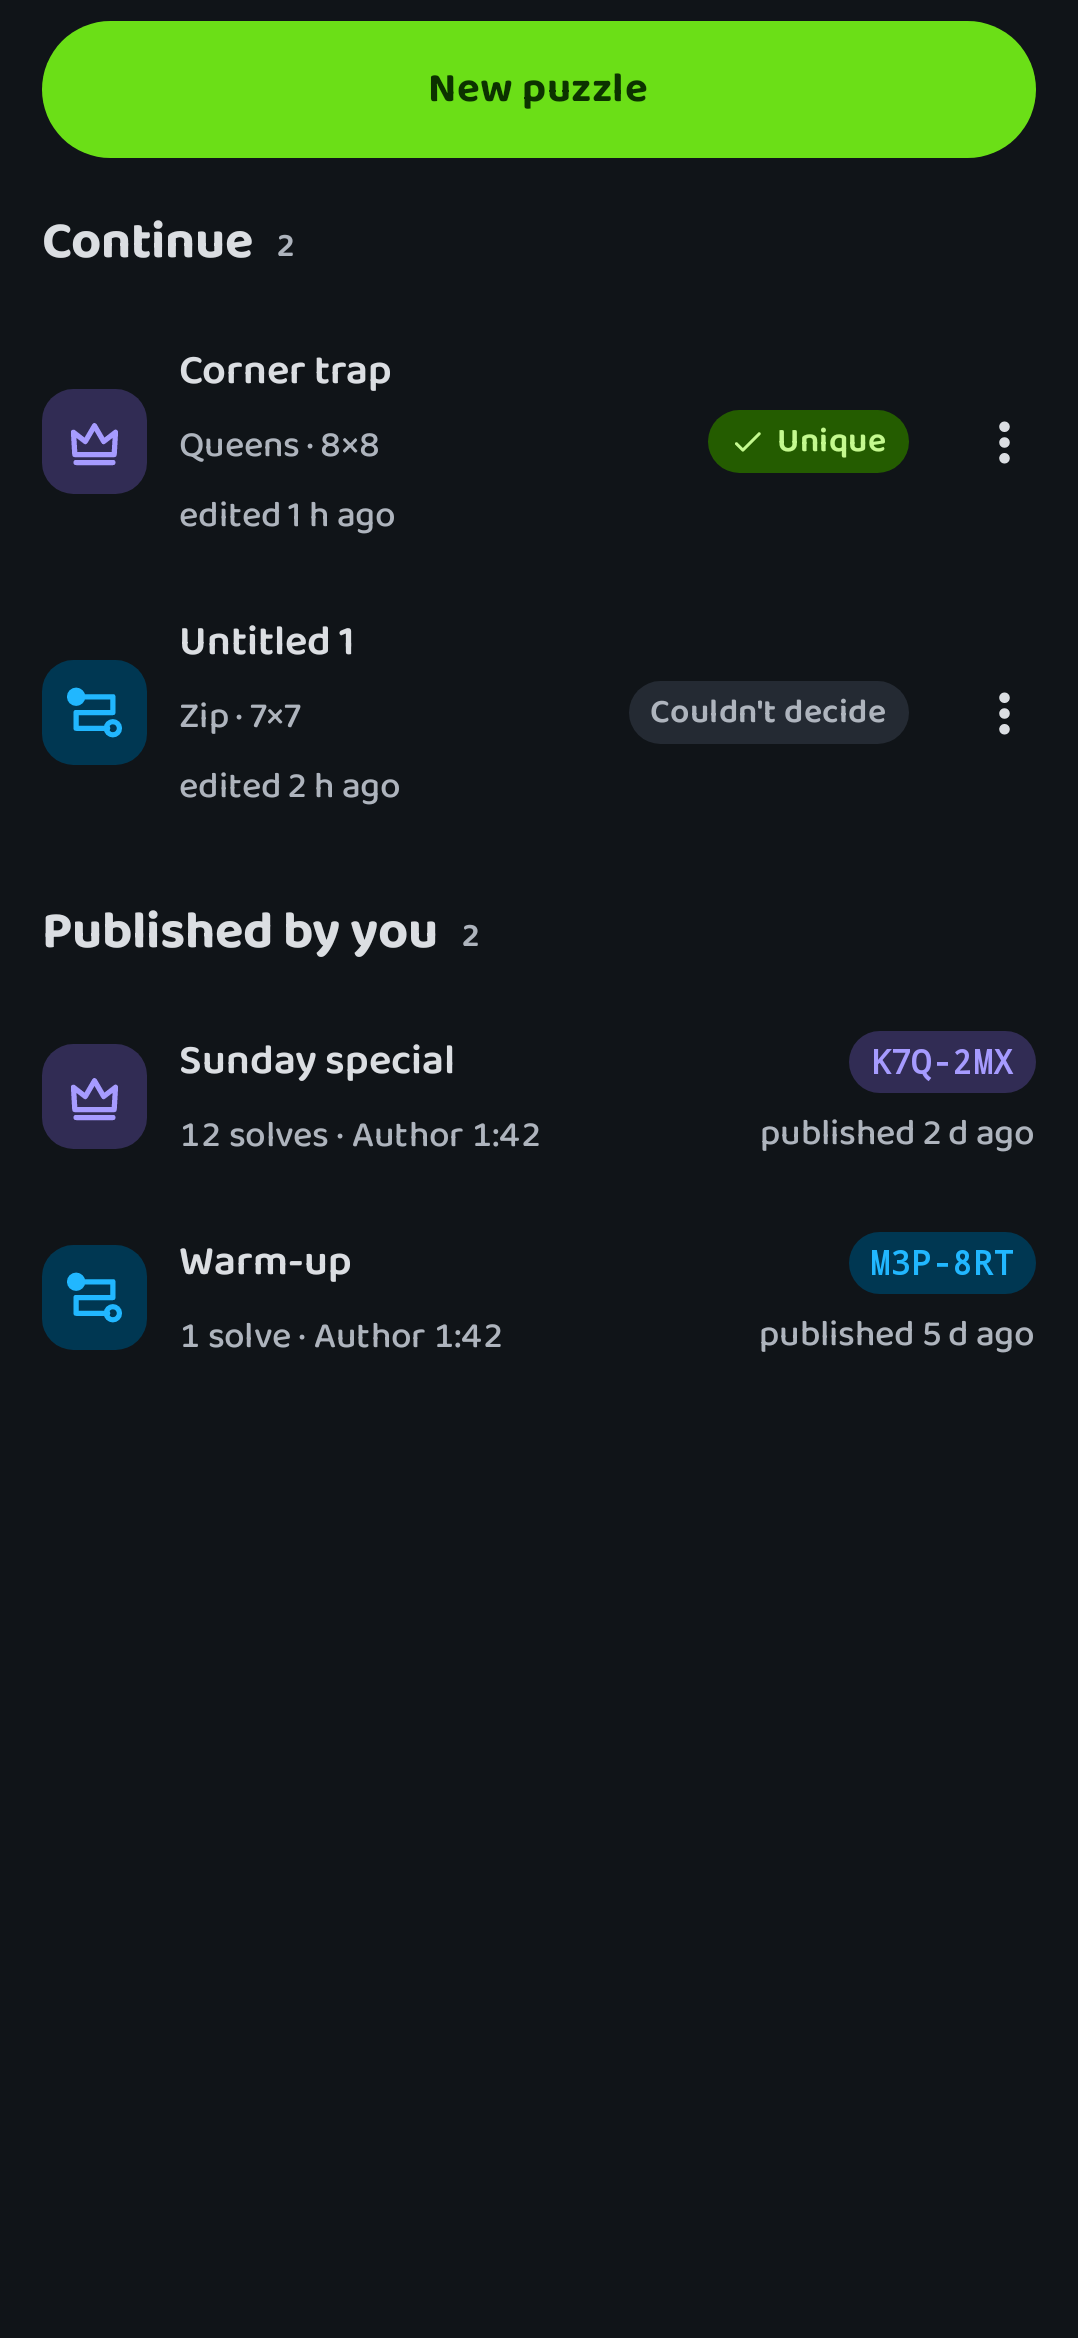 New puzzle
Continue 2
Corner trap
Queens · 8×8
edited 1 h ago
Unique
Untitled 1
Zip · 7×7
edited 2 h ago
Couldn't decide
Published by you 2
Sunday special
12 solves · Author 1:42
K7Q-2MX
published 2 d ago
Warm-up
1 solve · Author 1:42
M3P-8RT
published 5 d ago